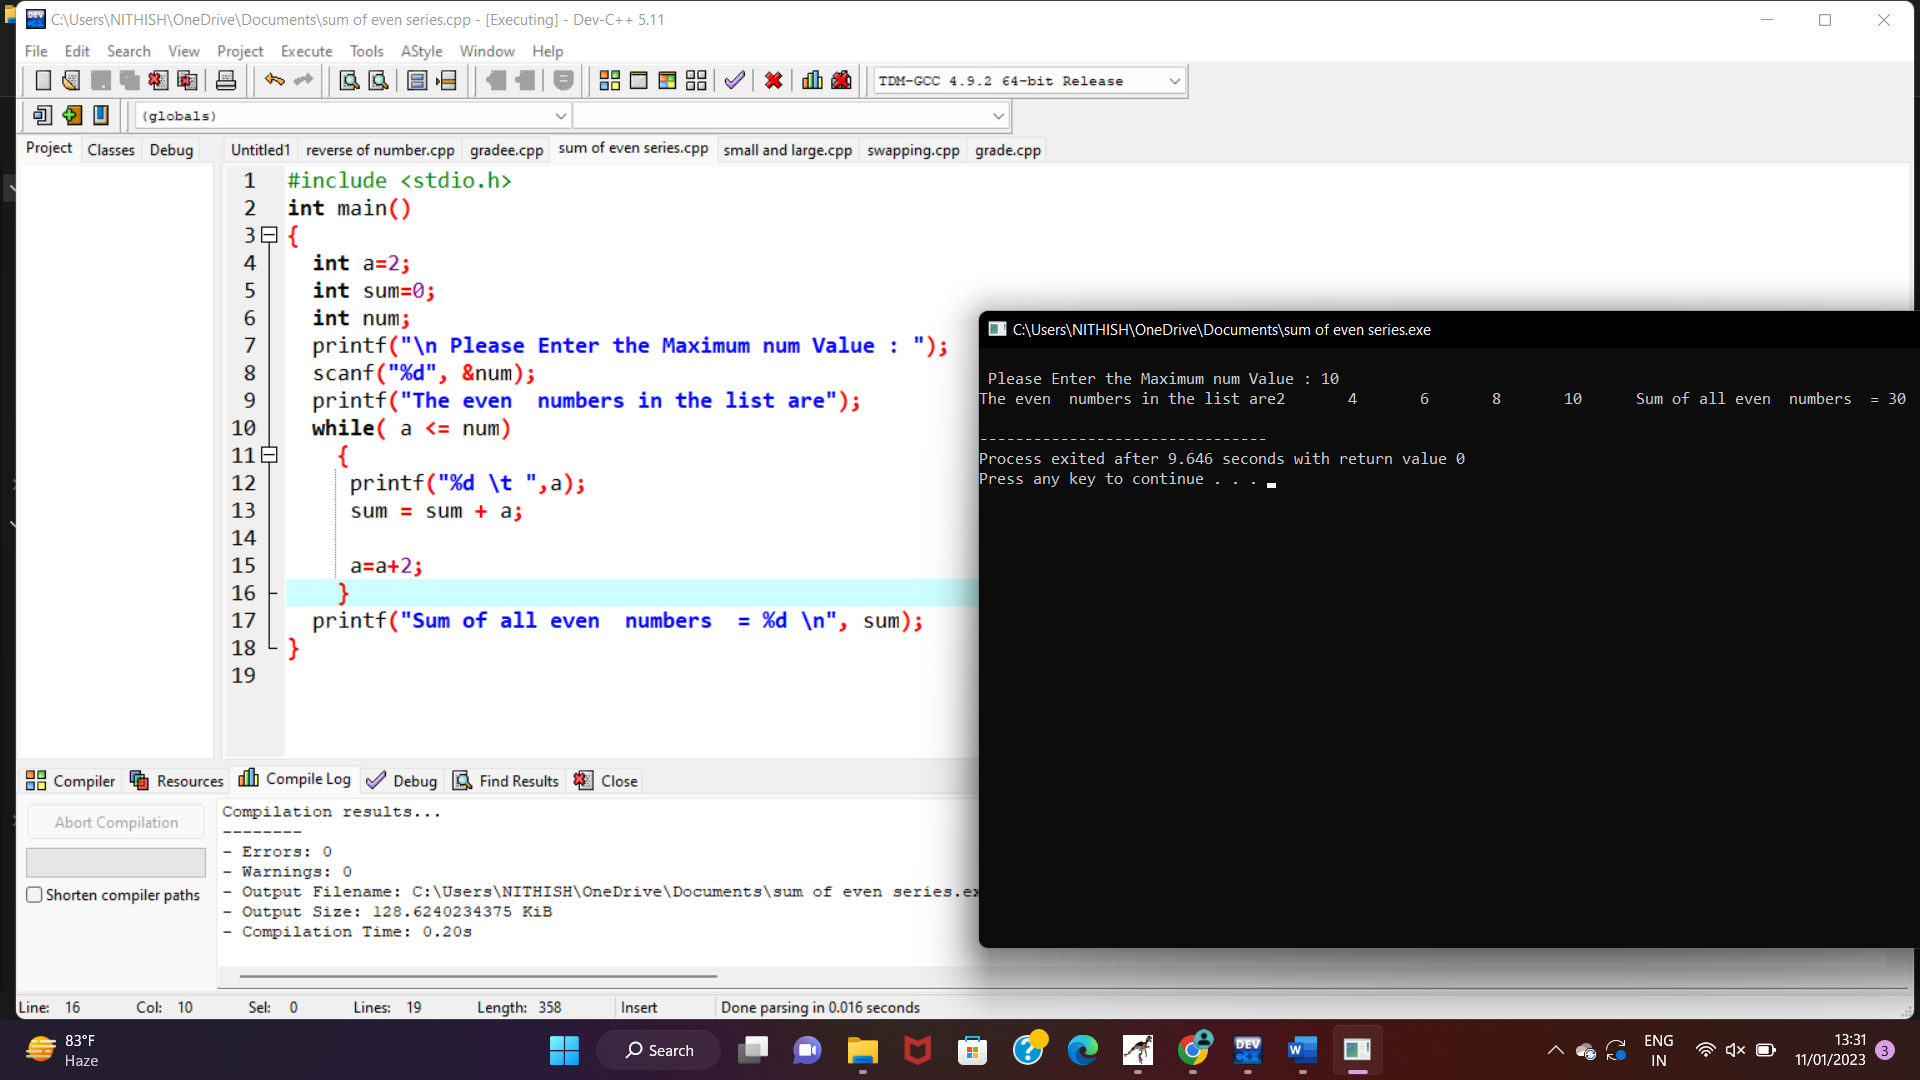 C:\Users\NITHISH\OneDrive\Documents\sum of even series.cpp - [Executing] - Dev-C++ 5.11
File Edit Search View Project Execute Tools AStyle Window Help
TDM-GCC 4.9.2 64-bit Release
(globals)
Project Classes Debug
Untitled1 reverse of number.cpp gradee.cpp sum of even series.cpp small and large.cpp swapping.cpp grade.cpp
1 #include <stdio.h>
2 int main()
3 {
4 int a=2;
5 int sum=0;
6 int num;
7 printf("\n Please Enter the Maximum num Value : ");
8 scanf("%d", &num);
9 printf("The even  numbers in the list are");
10 while( a <= num)
11 {
12 printf("%d \t ",a);
13 sum = sum + a;
14
15 a=a+2;
16 }
17 printf("Sum of all even  numbers  = %d \n", sum);
18 }
19
C:\Users\NITHISH\OneDrive\Documents\sum of even series.exe
Please Enter the Maximum num Value : 10
The even  numbers in the list are2 4 6 8 10 Sum of all even  numbers  = 30
--------------------------------
Process exited after 9.646 seconds with return value 0
Press any key to continue . . .
Compiler Resources Compile Log Debug Find Results Close
Abort Compilation
Shorten compiler paths
Compilation results...
--------
- Errors: 0
- Warnings: 0
- Output Filename: C:\Users\NITHISH\OneDrive\Documents\sum of even series.ex
- Output Size: 128.6240234375 KiB
- Compilation Time: 0.20s
Line: 16 Col: 10 Sel: 0 Lines: 19 Length: 358 Insert Done parsing in 0.016 seconds
83°F
Haze
Search
DEV
C++
W
ENG
IN
13:31
11/01/2023
3